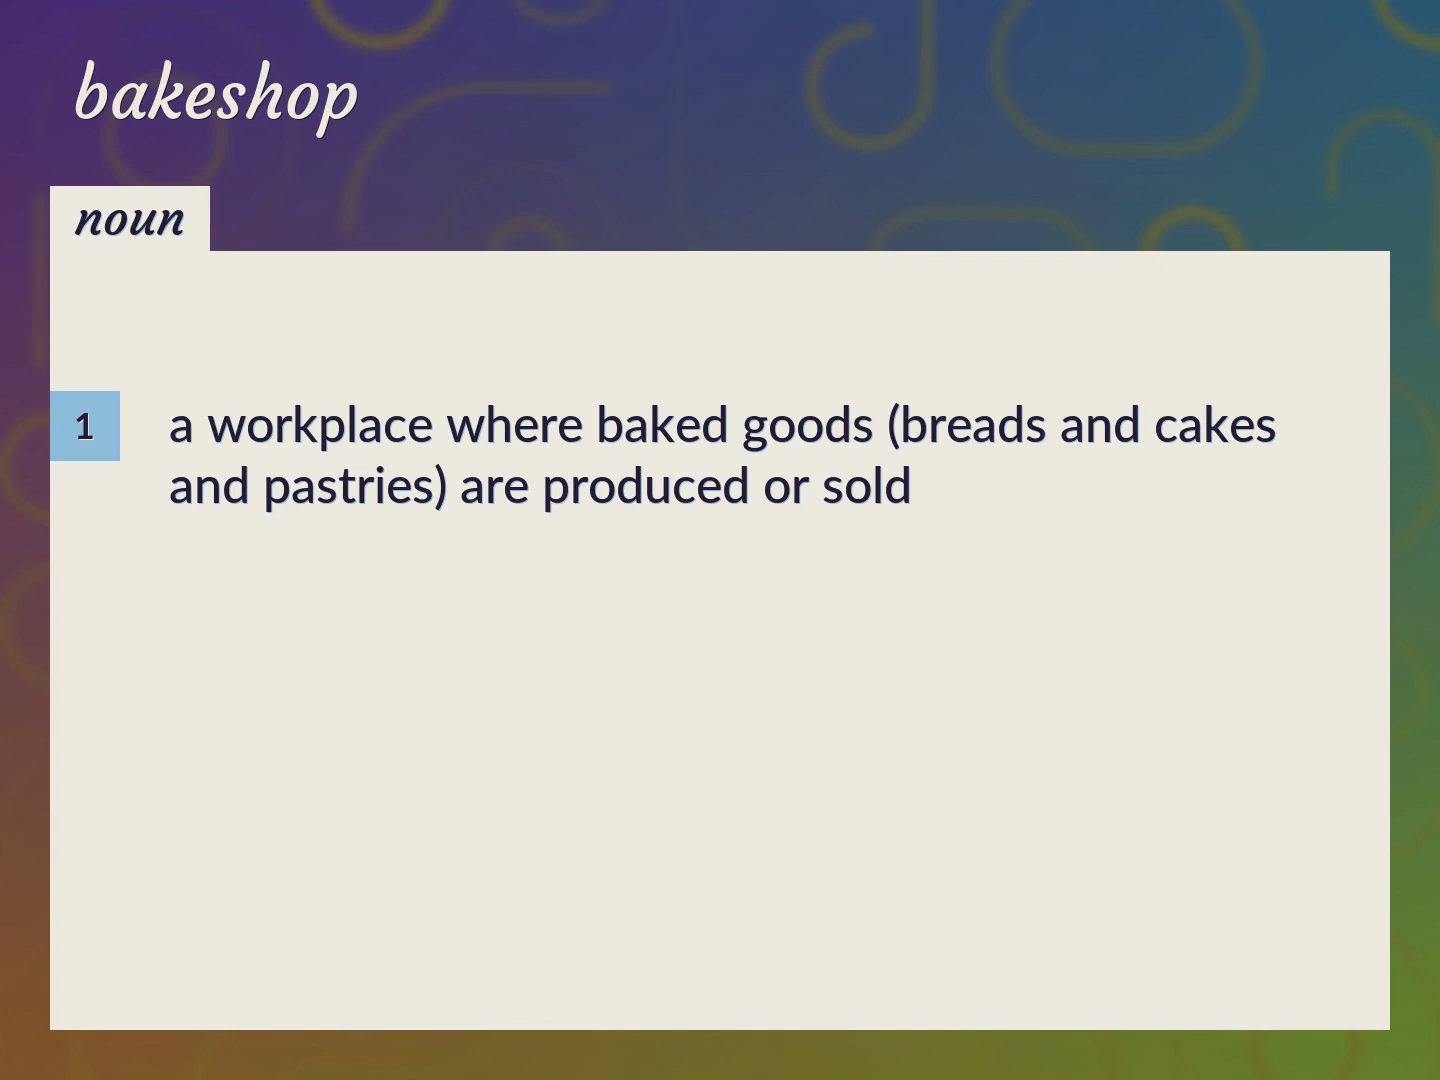 bakeshop
noun
1
a workplace where baked goods (breads and cakes
and pastries) are produced or sold